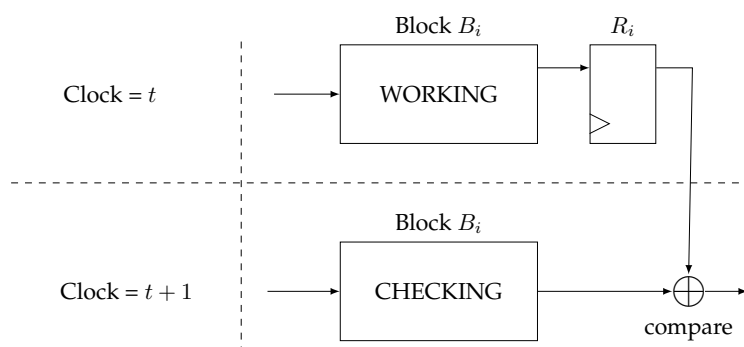 Block $B_i$
$R_i$
Clock = $t$
WORKING
Block $B_i$
Clock = $t + 1$
CHECKING
compare